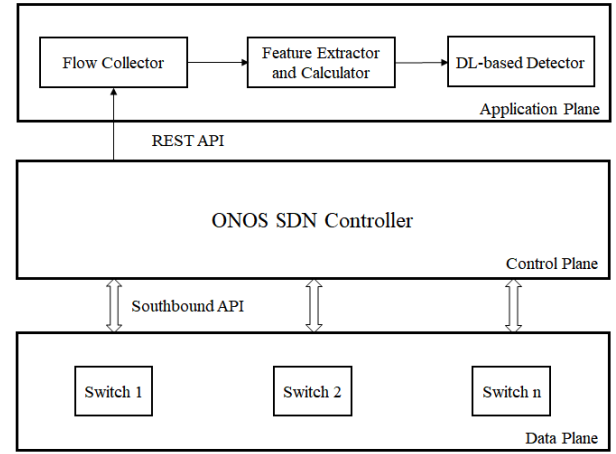 Flow Collector
Feature Extractor
and Calculator
DL-based Detector
Application Plane
REST API
ONOS SDN Controller
Control Plane
Southbound API
Switch 1
Switch 2
Switch n
Data Plane